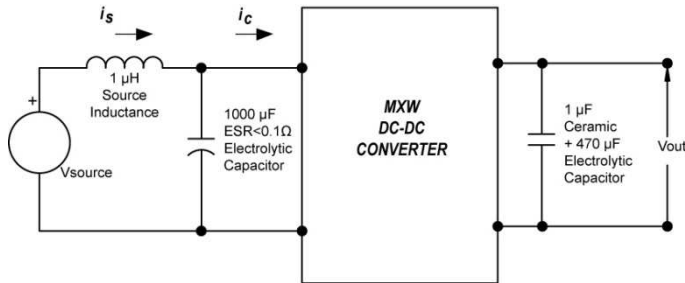 is
ic
+
1 µH
Source
Inductance
Vsource
1000 µF
ESR<0.1Ω
Electrolytic
Capacitor
MXW
DC-DC
CONVERTER
1 µF
Ceramic
+ 470 µF
Electrolytic
Capacitor
Vout